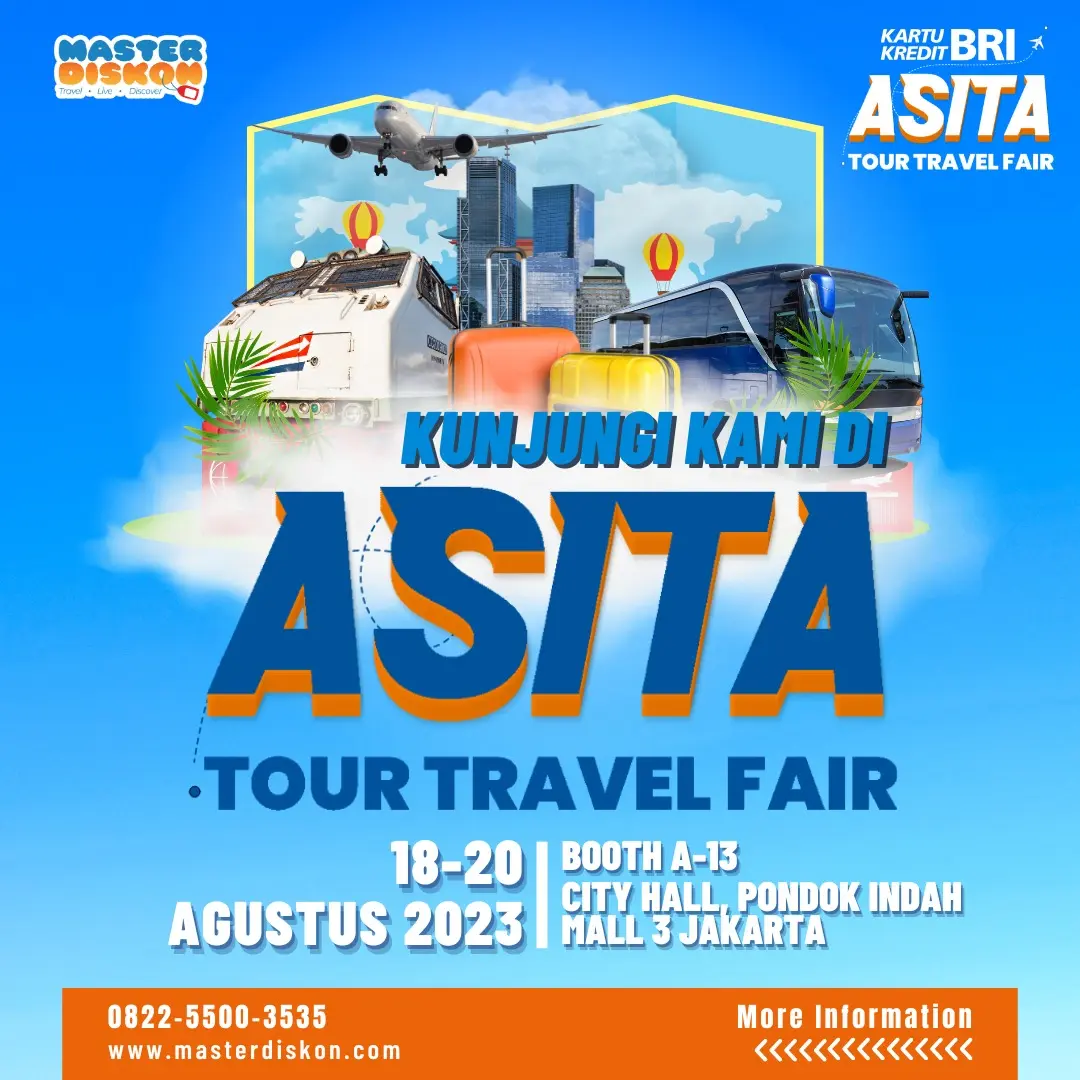 MASTER
DISKON
Travel • Live • Discover
KARTU
KREDIT BRI
ASITA
TOUR TRAVEL FAIR
KUNJUNGI KAMI DI
ASITA
TOUR TRAVEL FAIR
18-20
AGUSTUS 2023
BOOTH A-13
CITY HALL, PONDOK INDAH
MALL 3 JAKARTA
0822-5500-3535
www.masterdiskon.com
More Information